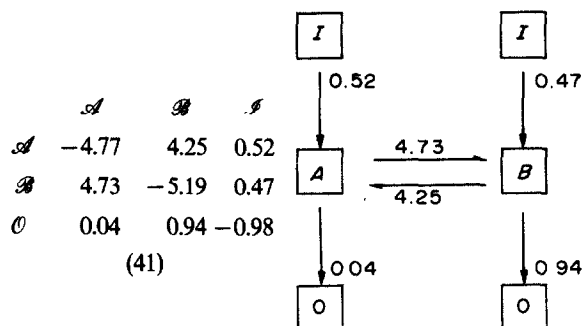 𝒜 ℬ ℐ
𝒜 −4.77 4.25 0.52
ℬ 4.73 −5.19 0.47
𝒪 0.04 0.94 −0.98
(41)
I I
0.52 0.47
A 4.73 B
4.25
0.04 0.94
O O